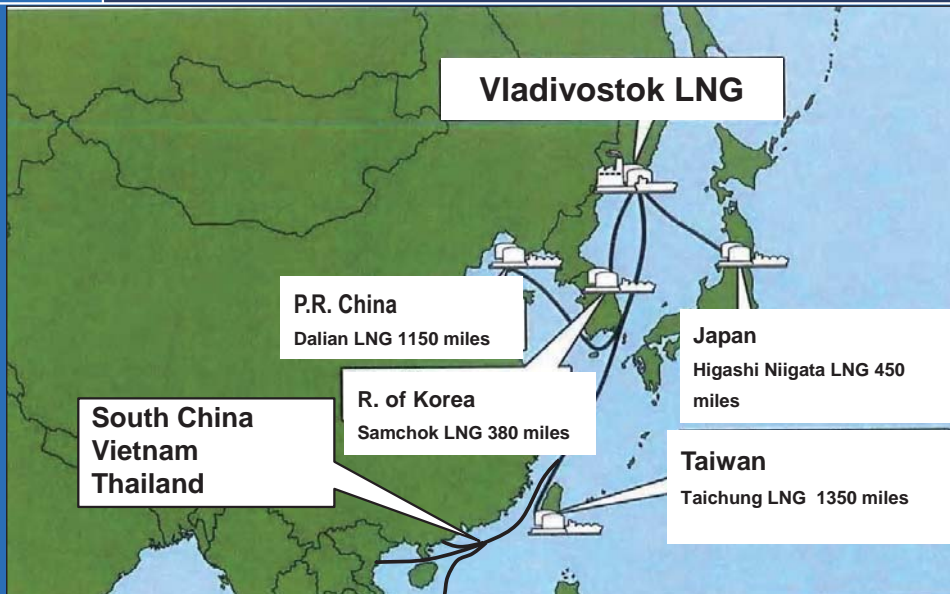 Vladivostok LNG
P.R. China
Dalian LNG 1150 miles
R. of Korea
Samchok LNG 380 miles
Japan
Higashi Niigata LNG 450
miles
South China
Vietnam
Thailand
Taiwan
Taichung LNG 1350 miles